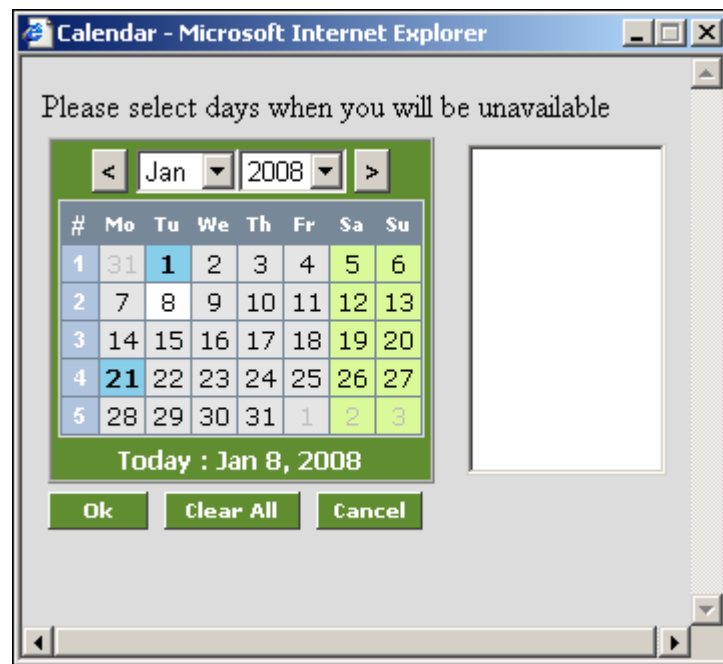 Calendar - Microsoft Internet Explorer
Please select days when you will be unavailable
< Jan 2008 >
# Mo Tu We Th Fr Sa Su
1 31 1 2 3 4 5 6
2 7 8 9 10 11 12 13
3 14 15 16 17 18 19 20
4 21 22 23 24 25 26 27
5 28 29 30 31 1 2 3
Today : Jan 8, 2008
Ok Clear All Cancel